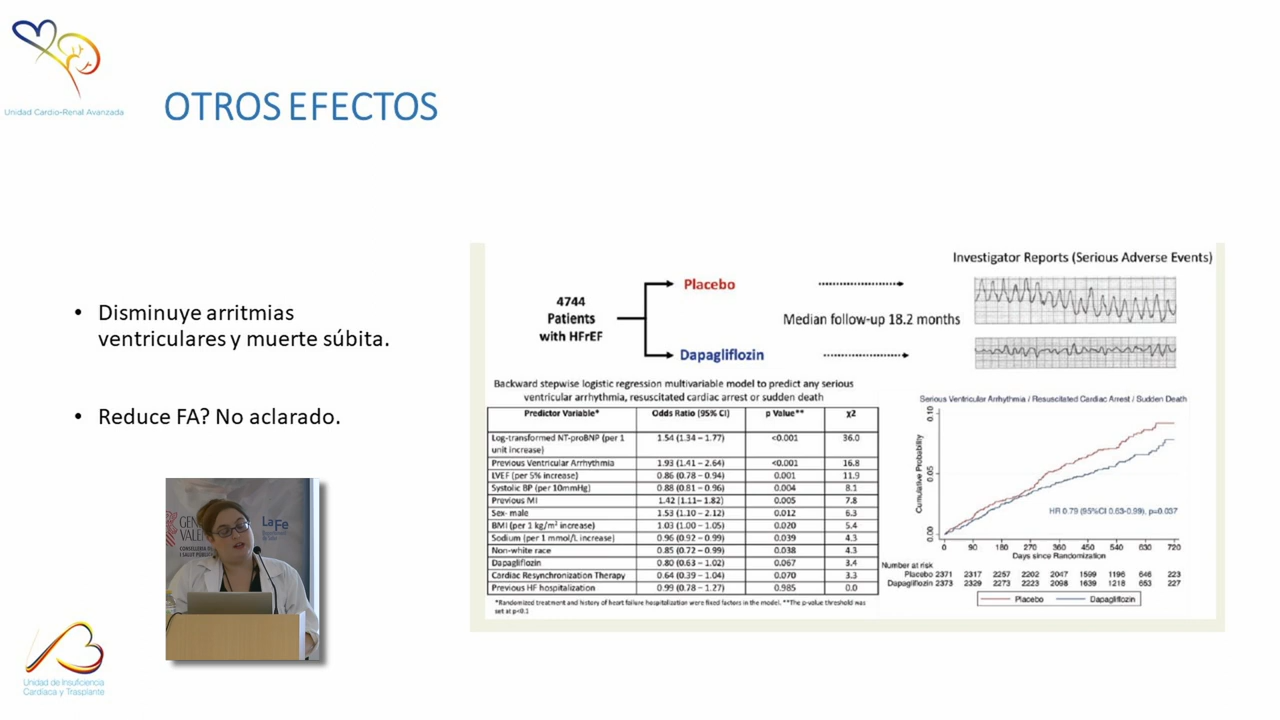 Unidad Cardio-Renal Avanzada
OTROS EFECTOS
• Disminuye arritmias
ventriculares y muerte súbita.
• Reduce FA? No aclarado.
LaFe
Unidad de Insuficiencia
Cardíaca y Trasplante
Investigator Reports (Serious Adverse Events)
4744
Patients
with HFrEF
Placebo
Median follow-up 18.2 months
Dapagliflozin
Backward stepwise logistic regression multivariable model to predict any serious
ventricular arrhythmia, resuscitated cardiac arrest or sudden death
Predictor Variable* Odds Ratio (95% CI) p Value** χ2
Log-transformed NT-proBNP (per 1 unit increase) 1.54 (1.34 – 1.77) <0.001 36.0
Previous Ventricular Arrhythmia 1.93 (1.41 – 2.64) <0.001 16.8
LVEF (per 5% increase) 0.86 (0.78 – 0.94) 0.001 11.9
Systolic BP (per 10mmHg) 0.88 (0.81 – 0.96) 0.004 8.1
Previous MI 1.42 (1.11– 1.82) 0.005 7.8
Sex- male 1.53 (1.10 – 2.12) 0.012 6.3
BMI (per 1 kg/m² increase) 1.03 (1.00 – 1.05) 0.020 5.4
Sodium (per 1 mmol/L increase) 0.96 (0.92 – 0.99) 0.039 4.3
Non-white race 0.85 (0.72 – 0.99) 0.038 4.3
Dapagliflozin 0.80 (0.63 – 1.02) 0.067 3.4
Cardiac Resynchronization Therapy 0.64 (0.39 – 1.04) 0.070 3.3
Previous HF hospitalization 0.99 (0.78 – 1.27) 0.985 0.0
*Randomized treatment and history of heart failure hospitalization were fixed factors in the model. **The p-value threshold was
set at p<0.1
Serious Ventricular Arrhythmia / Resuscitated Cardiac Arrest / Sudden Death
Cumulative Probability
0.10
0.05
0.00
HR 0.79 (95%CI 0.63-0.99), p=0.037
0 90 180 270 360 450 540 630 720
Days since Randomization
Number at risk
Placebo 2371 2317 2257 2202 2047 1599 1196 646 223
Dapagliflozin 2373 2329 2273 2223 2098 1639 1218 653 227
Placebo Dapagliflozin